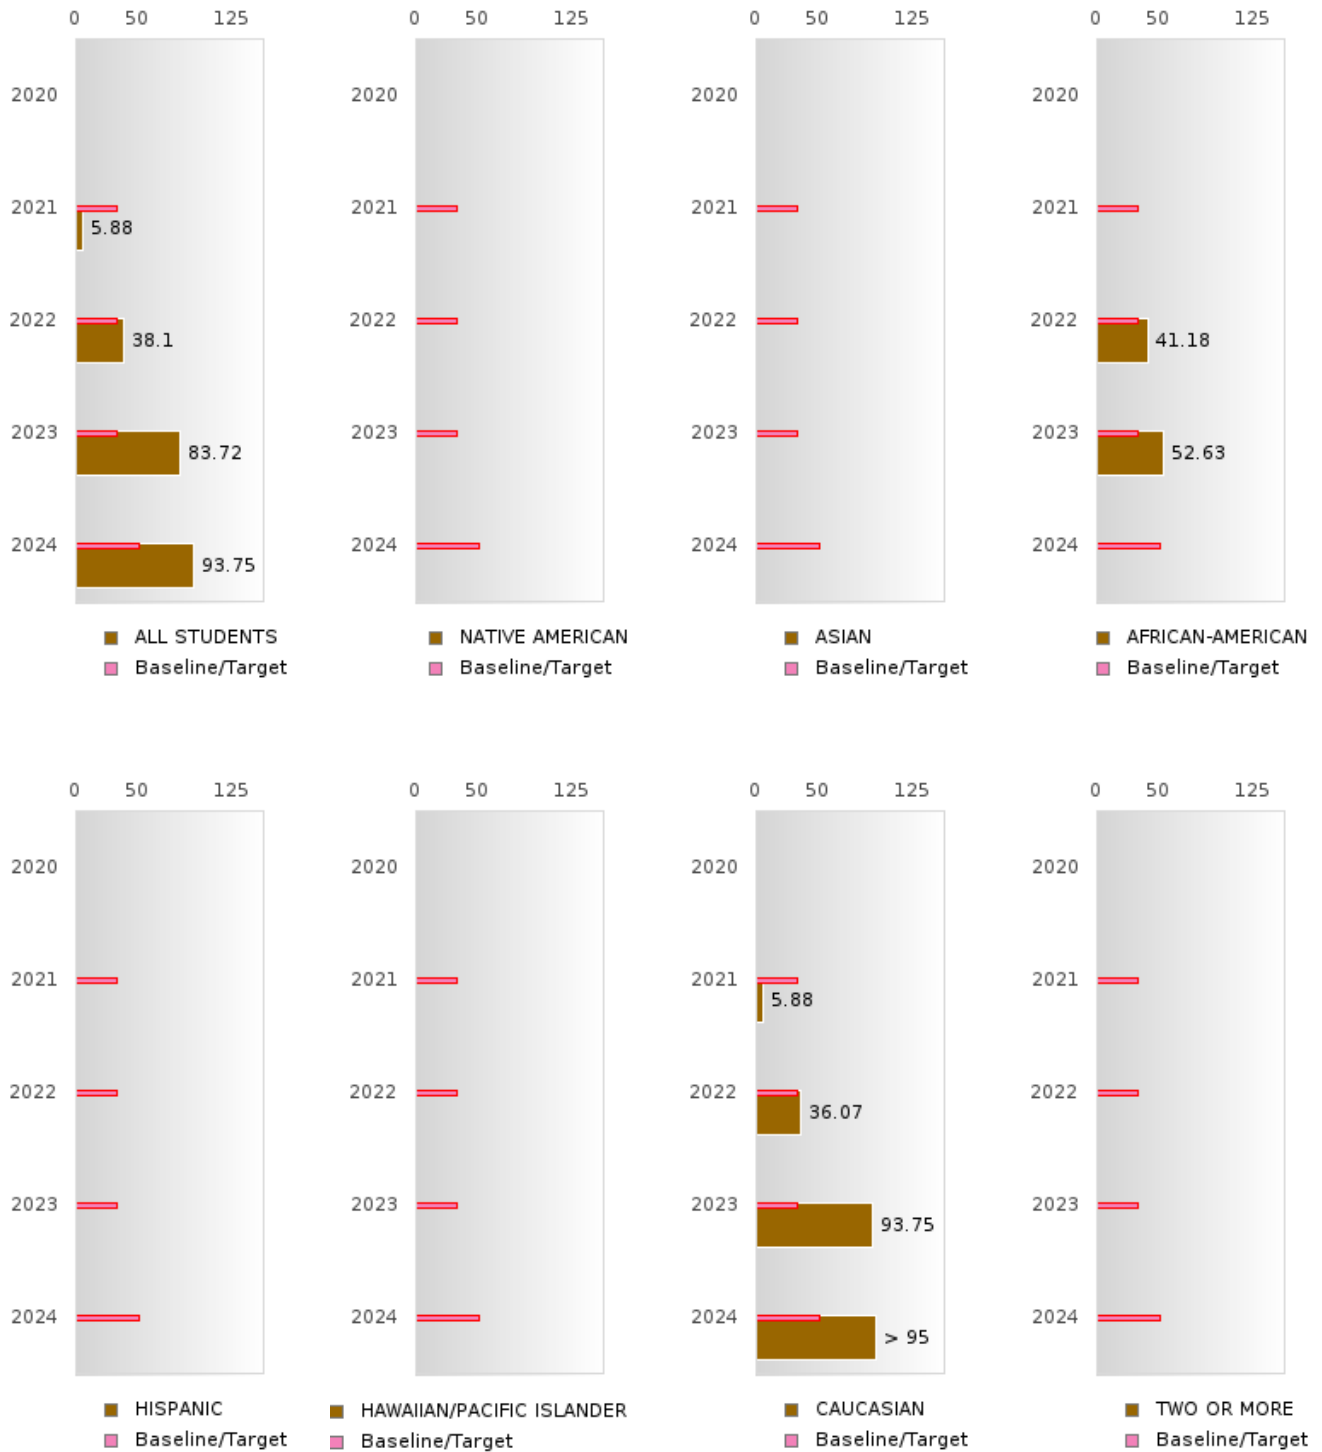 0 50 125 0 50 125 0 50 125 0 50 125
2020 2020 2020 2020
2021 2021 2021 2021
5.88
2022 2022 2022 2022
38.1 41.18
2023 2023 2023 2023
83.72 52.63
2024 2024 2024 2024
93.75
ALL STUDENTS NATIVE AMERICAN ASIAN AFRICAN-AMERICAN
Baseline/Target Baseline/Target Baseline/Target Baseline/Target
0 50 125 0 50 125 0 50 125 0 50 125
2020 2020 2020 2020
2021 2021 2021 2021
5.88
2022 2022 2022 2022
36.07
2023 2023 2023 2023
93.75
2024 2024 2024 2024
> 95
HISPANIC HAWAIIAN/PACIFIC ISLANDER CAUCASIAN TWO OR MORE
Baseline/Target Baseline/Target Baseline/Target Baseline/Target